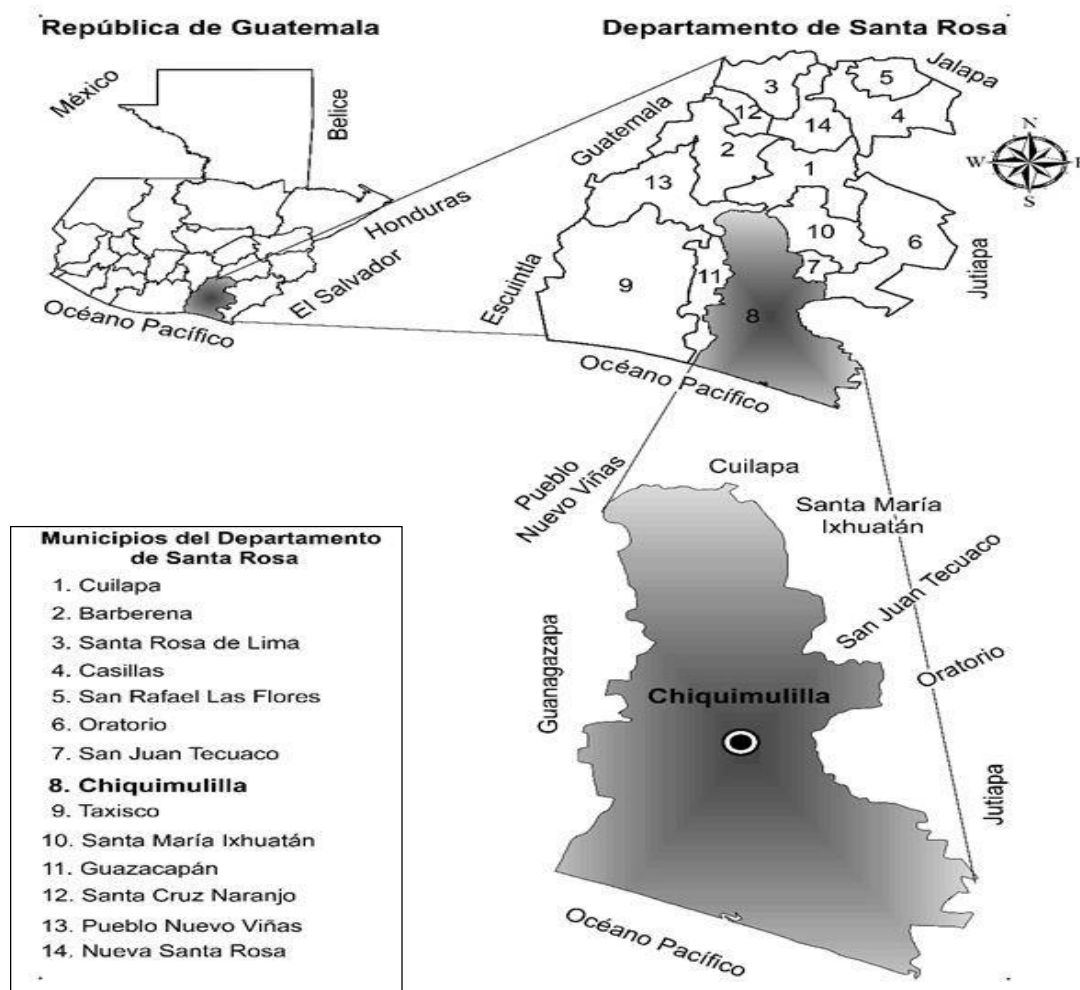 República de Guatemala
México
Belice
Honduras
El Salvador
Océano Pacífico
Departamento de Santa Rosa
Jalapa
Guatemala
Escuintla
Jutiapa
Océano Pacífico
3
5
4
12
14
2
1
13
10
6
7
11
9
8
N
W
E
S
Pueblo
Nuevo Viñas
Cuilapa
Santa María
Ixhuatán
San Juan Tecuaco
Oratorio
Guanagazapa
Chiquimulilla
Jutiapa
Océano Pacífico
Municipios del Departamento
de Santa Rosa
1. Cuilapa
2. Barberena
3. Santa Rosa de Lima
4. Casillas
5. San Rafael Las Flores
6. Oratorio
7. San Juan Tecuaco
8. Chiquimulilla
9. Taxisco
10. Santa María Ixhuatán
11. Guazacapán
12. Santa Cruz Naranjo
13. Pueblo Nuevo Viñas
14. Nueva Santa Rosa